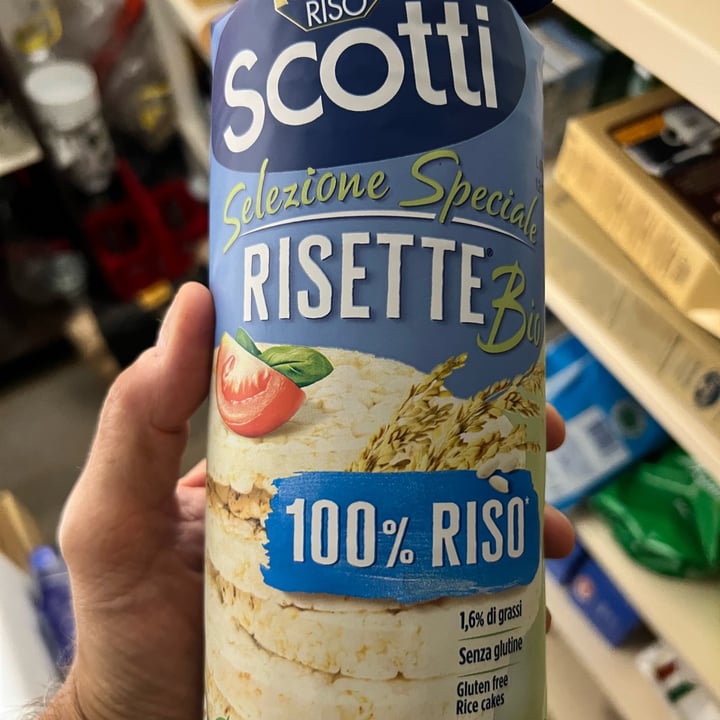 RISO
Scotti
Selezione Speciale
RISETTE®
Bio
100% RISO*
1,6% di grassi
Senza glutine
Gluten free
Rice cakes